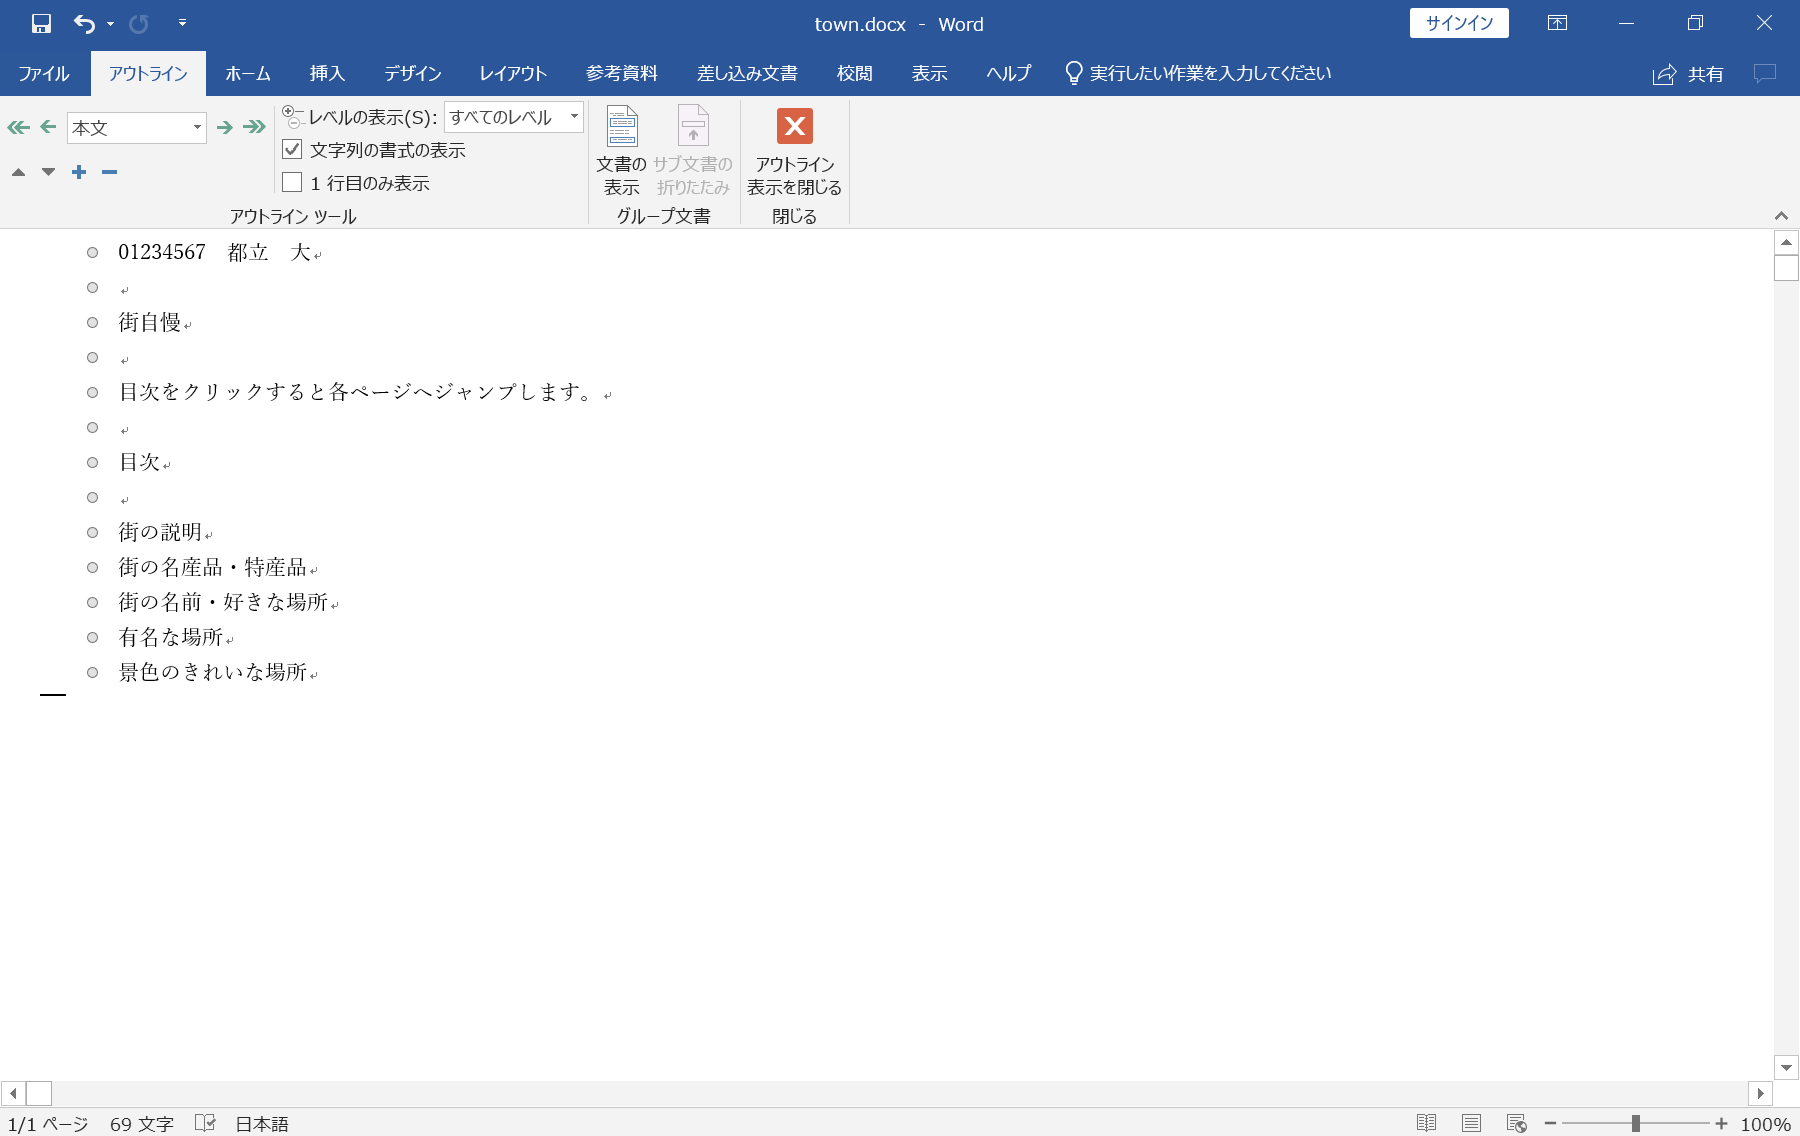 town.docx - Word
サインイン
ファイル アウトライン ホーム 挿入 デザイン レイアウト 参考資料 差し込み文書 校閲 表示 ヘルプ 実行したい作業を入力してください 共有
本文
レベルの表示(S): すべてのレベル
文字列の書式の表示
1 行目のみ表示
アウトライン ツール
文書の
表示
サブ文書の
折りたたみ
グループ文書
アウトライン
表示を閉じる
閉じる
01234567　都立　大
街自慢
目次をクリックすると各ページへジャンプします。
目次
街の説明
街の名産品・特産品
街の名前・好きな場所
有名な場所
景色のきれいな場所
1/1 ページ 69 文字 日本語 100%